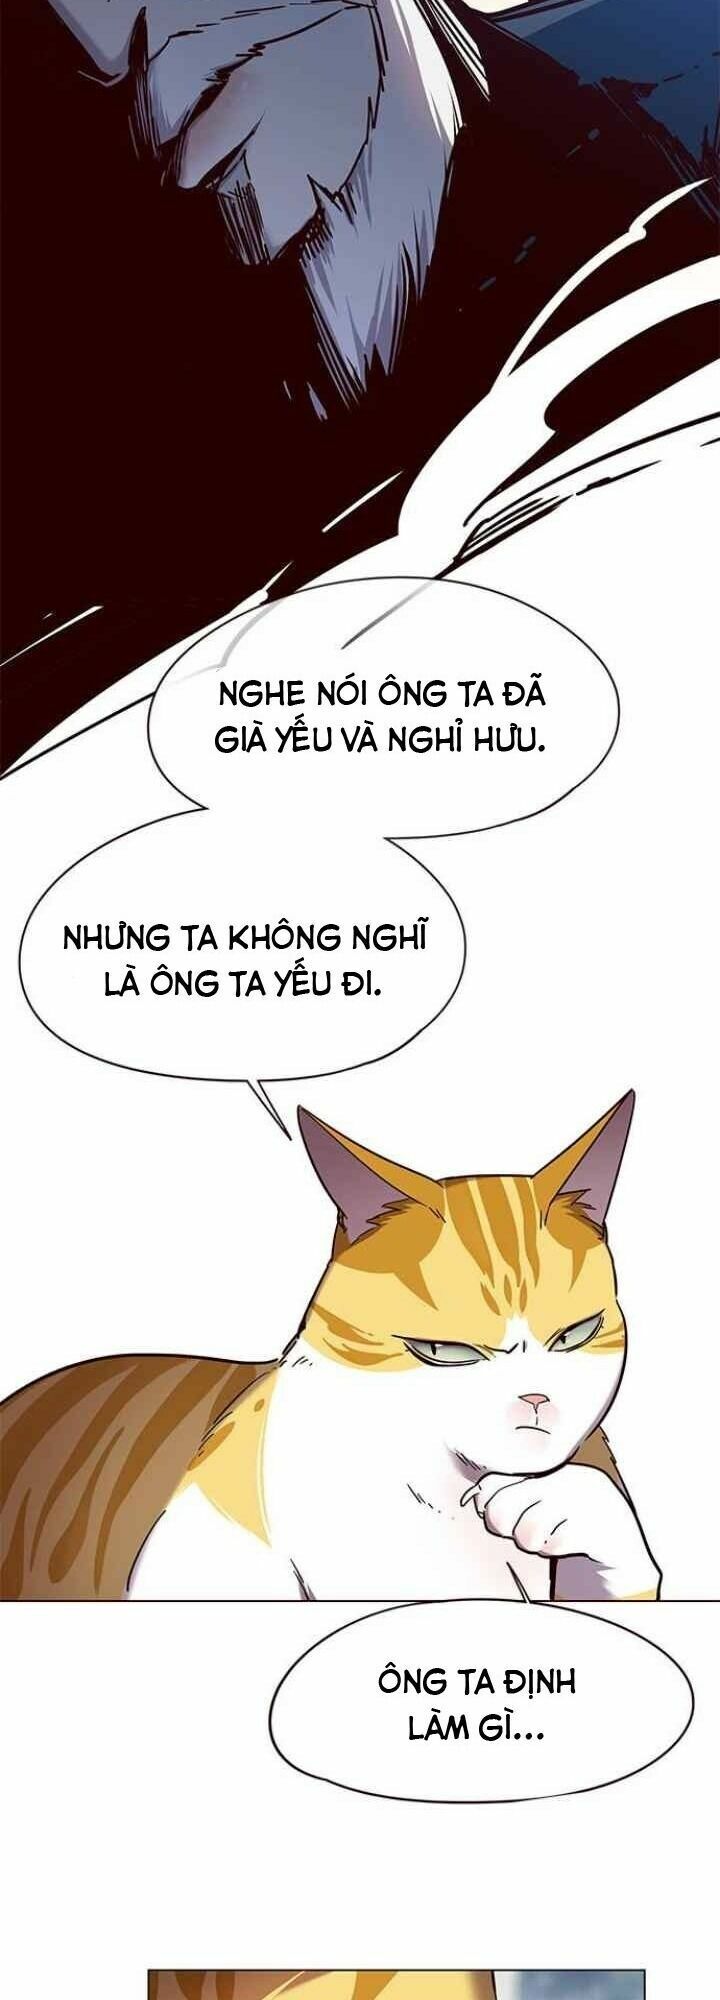 NGHE NÓI ÔNG TA ĐÃ
GIÀ YẾU VÀ NGHỈ HƯU.
NHƯNG TA KHÔNG NGHĨ
LÀ ÔNG TA YẾU ĐI.
ÔNG TA ĐỊNH
LÀM GÌ...